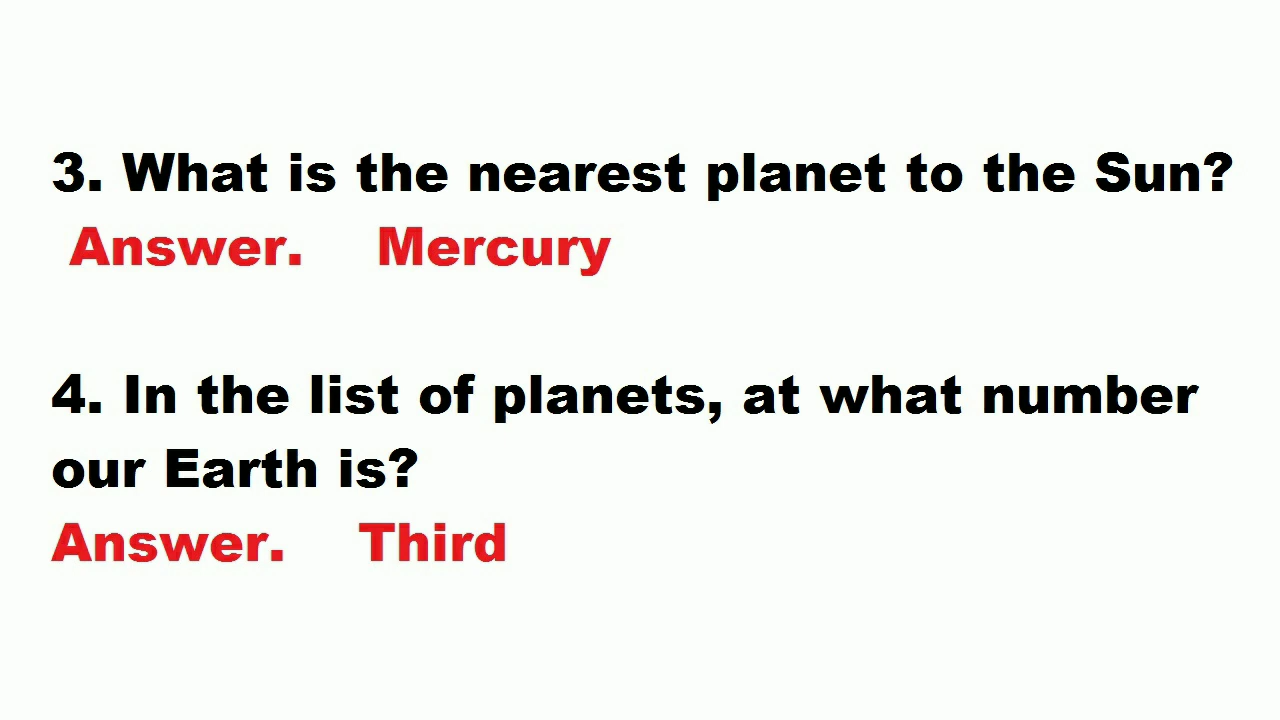 3. What is the nearest planet to the Sun?
Answer. Mercury
4. In the list of planets, at what number
our Earth is?
Answer. Third